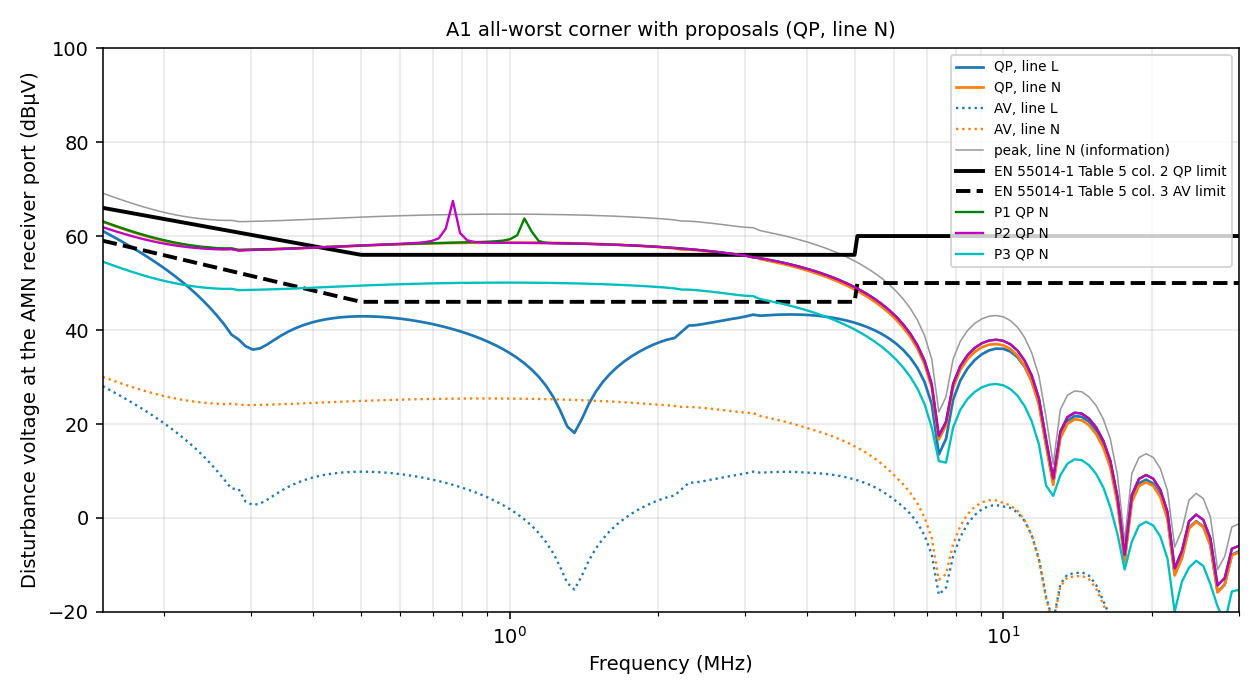 A1 all-worst corner with proposals (QP, line N)
Disturbance voltage at the AMN receiver port (dBµV)
100
80
60
40
20
0
−20
QP, line L
QP, line N
AV, line L
AV, line N
peak, line N (information)
EN 55014-1 Table 5 col. 2 QP limit
EN 55014-1 Table 5 col. 3 AV limit
P1 QP N
P2 QP N
P3 QP N
10⁰ 10¹
Frequency (MHz)